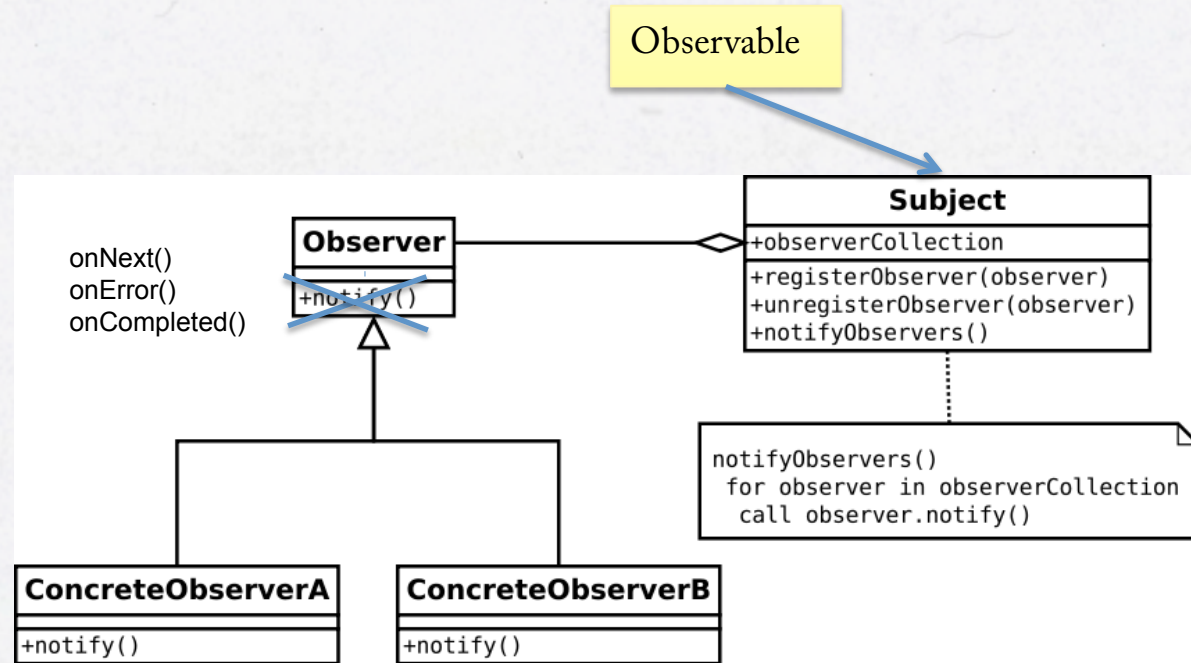 Observable
Subject
+observerCollection
+registerObserver(observer)
+unregisterObserver(observer)
+notifyObservers()
Observer
+notify()
onNext()
onError()
onCompleted()
notifyObservers()
for observer in observerCollection
call observer.notify()
ConcreteObserverA
+notify()
ConcreteObserverB
+notify()